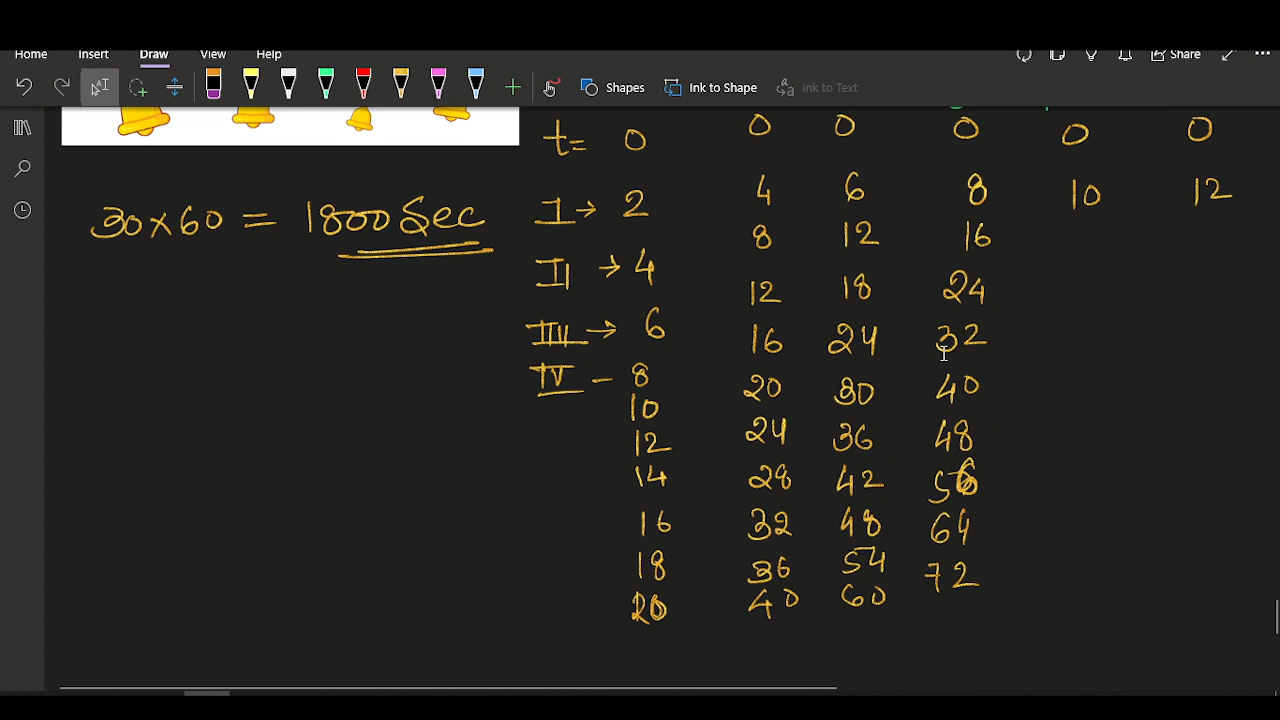 Home Insert Draw View Help Share
Shapes Ink to Shape Ink to Text
t= 0 0 0 0 0 0
30×60 = 1800 Sec
I → 2 4 6 8 10 12
8 12 16
II → 4
12 18 24
III → 6 16 24 32
IV - 8 20 30 40
10
12 24 36 48
14 28 42 56
16 32 48 64
18 36 54 72
20 40 60